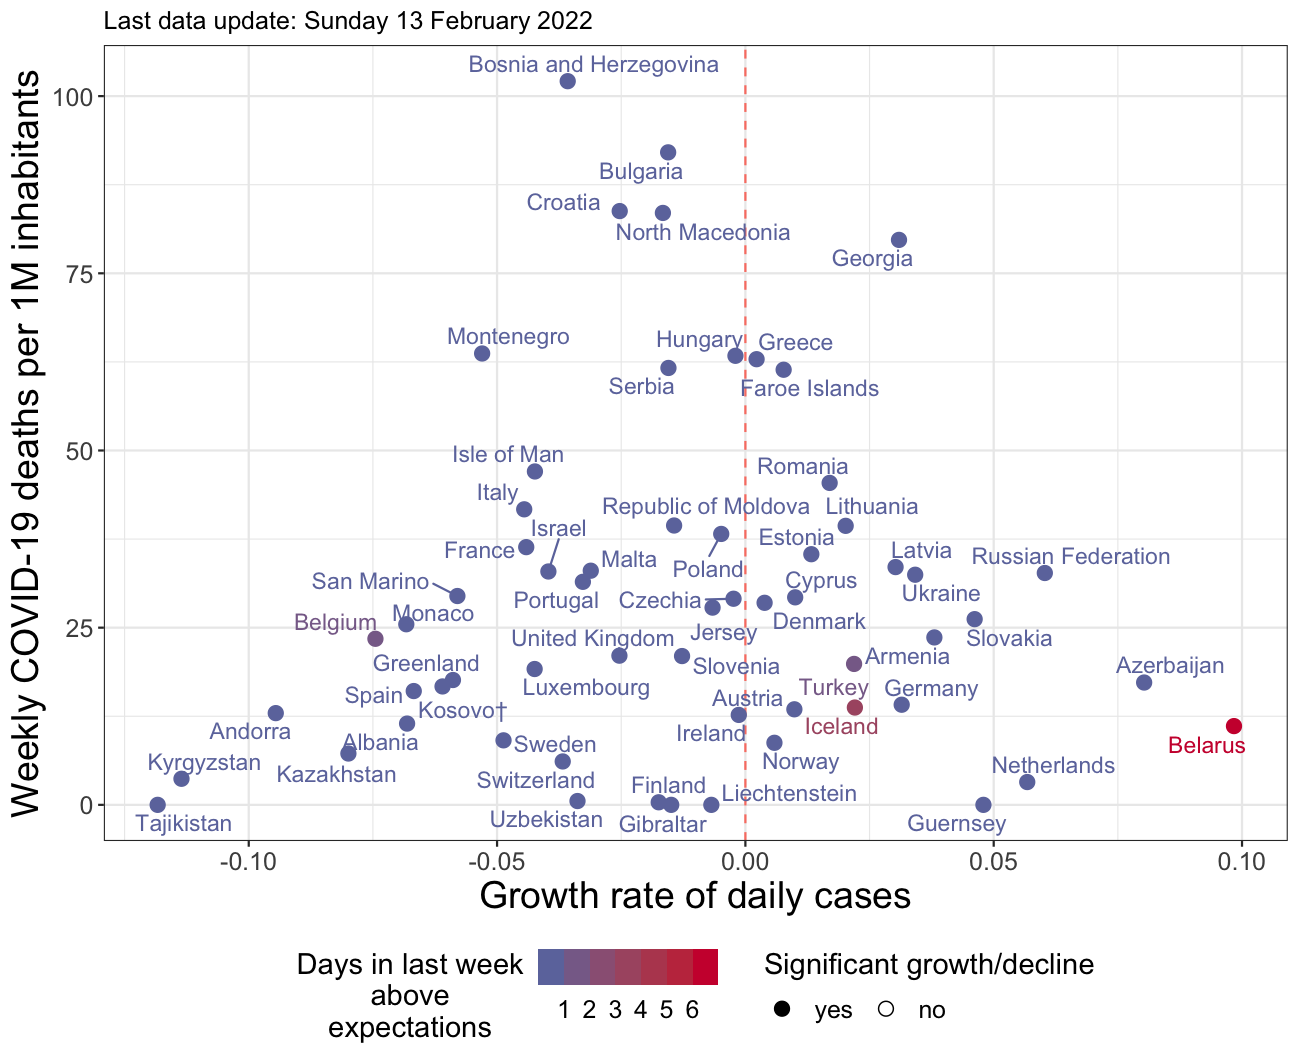 Last data update: Sunday 13 February 2022
Weekly COVID-19 deaths per 1M inhabitants
100
75
50
25
0
Bosnia and Herzegovina
Bulgaria
Croatia
North Macedonia
Georgia
Montenegro
Hungary
Greece
Serbia
Faroe Islands
Isle of Man
Romania
Italy
Republic of Moldova
Lithuania
Israel
Estonia
France
Malta
Latvia
Russian Federation
Poland
San Marino
Cyprus
Portugal
Czechia
Ukraine
Monaco
Belgium
Denmark
Jersey
United Kingdom
Slovakia
Armenia
Greenland
Slovenia
Azerbaijan
Luxembourg
Turkey
Germany
Spain
Austria
Kosovo†
Iceland
Andorra
Ireland
Albania
Sweden
Belarus
Kyrgyzstan
Norway
Netherlands
Kazakhstan
Switzerland
Finland
Liechtenstein
Tajikistan
Uzbekistan
Gibraltar
Guernsey
-0.10
-0.05
0.00
0.05
0.10
Growth rate of daily cases
Days in last week
above
expectations
1 2 3 4 5 6
Significant growth/decline
yes
no